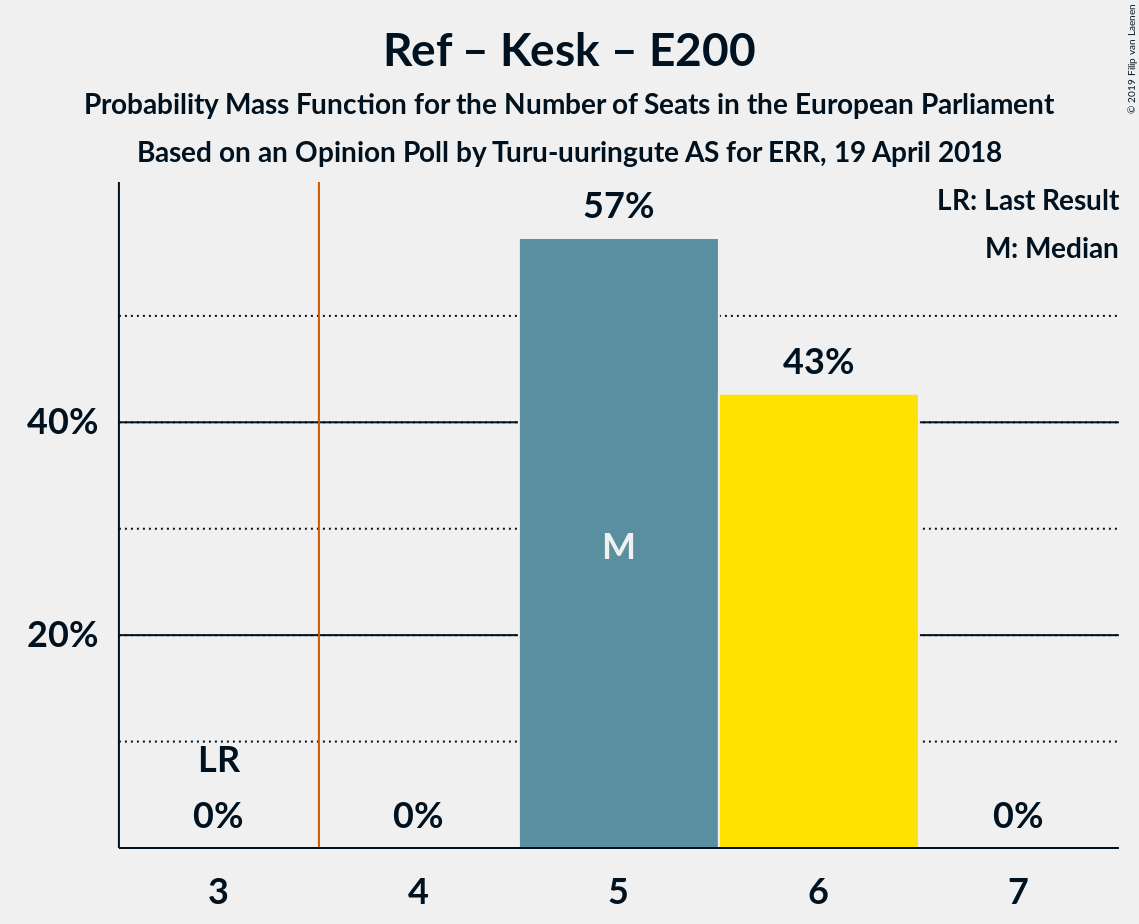 Ref – Kesk – E200
Probability Mass Function for the Number of Seats in the European Parliament
Based on an Opinion Poll by Turu-uuringute AS for ERR, 19 April 2018
© 2019 Filip van Laenen
LR: Last Result
M: Median
57%
43%
40%
M
20%
LR
0%
0%
0%
3
4
5
6
7